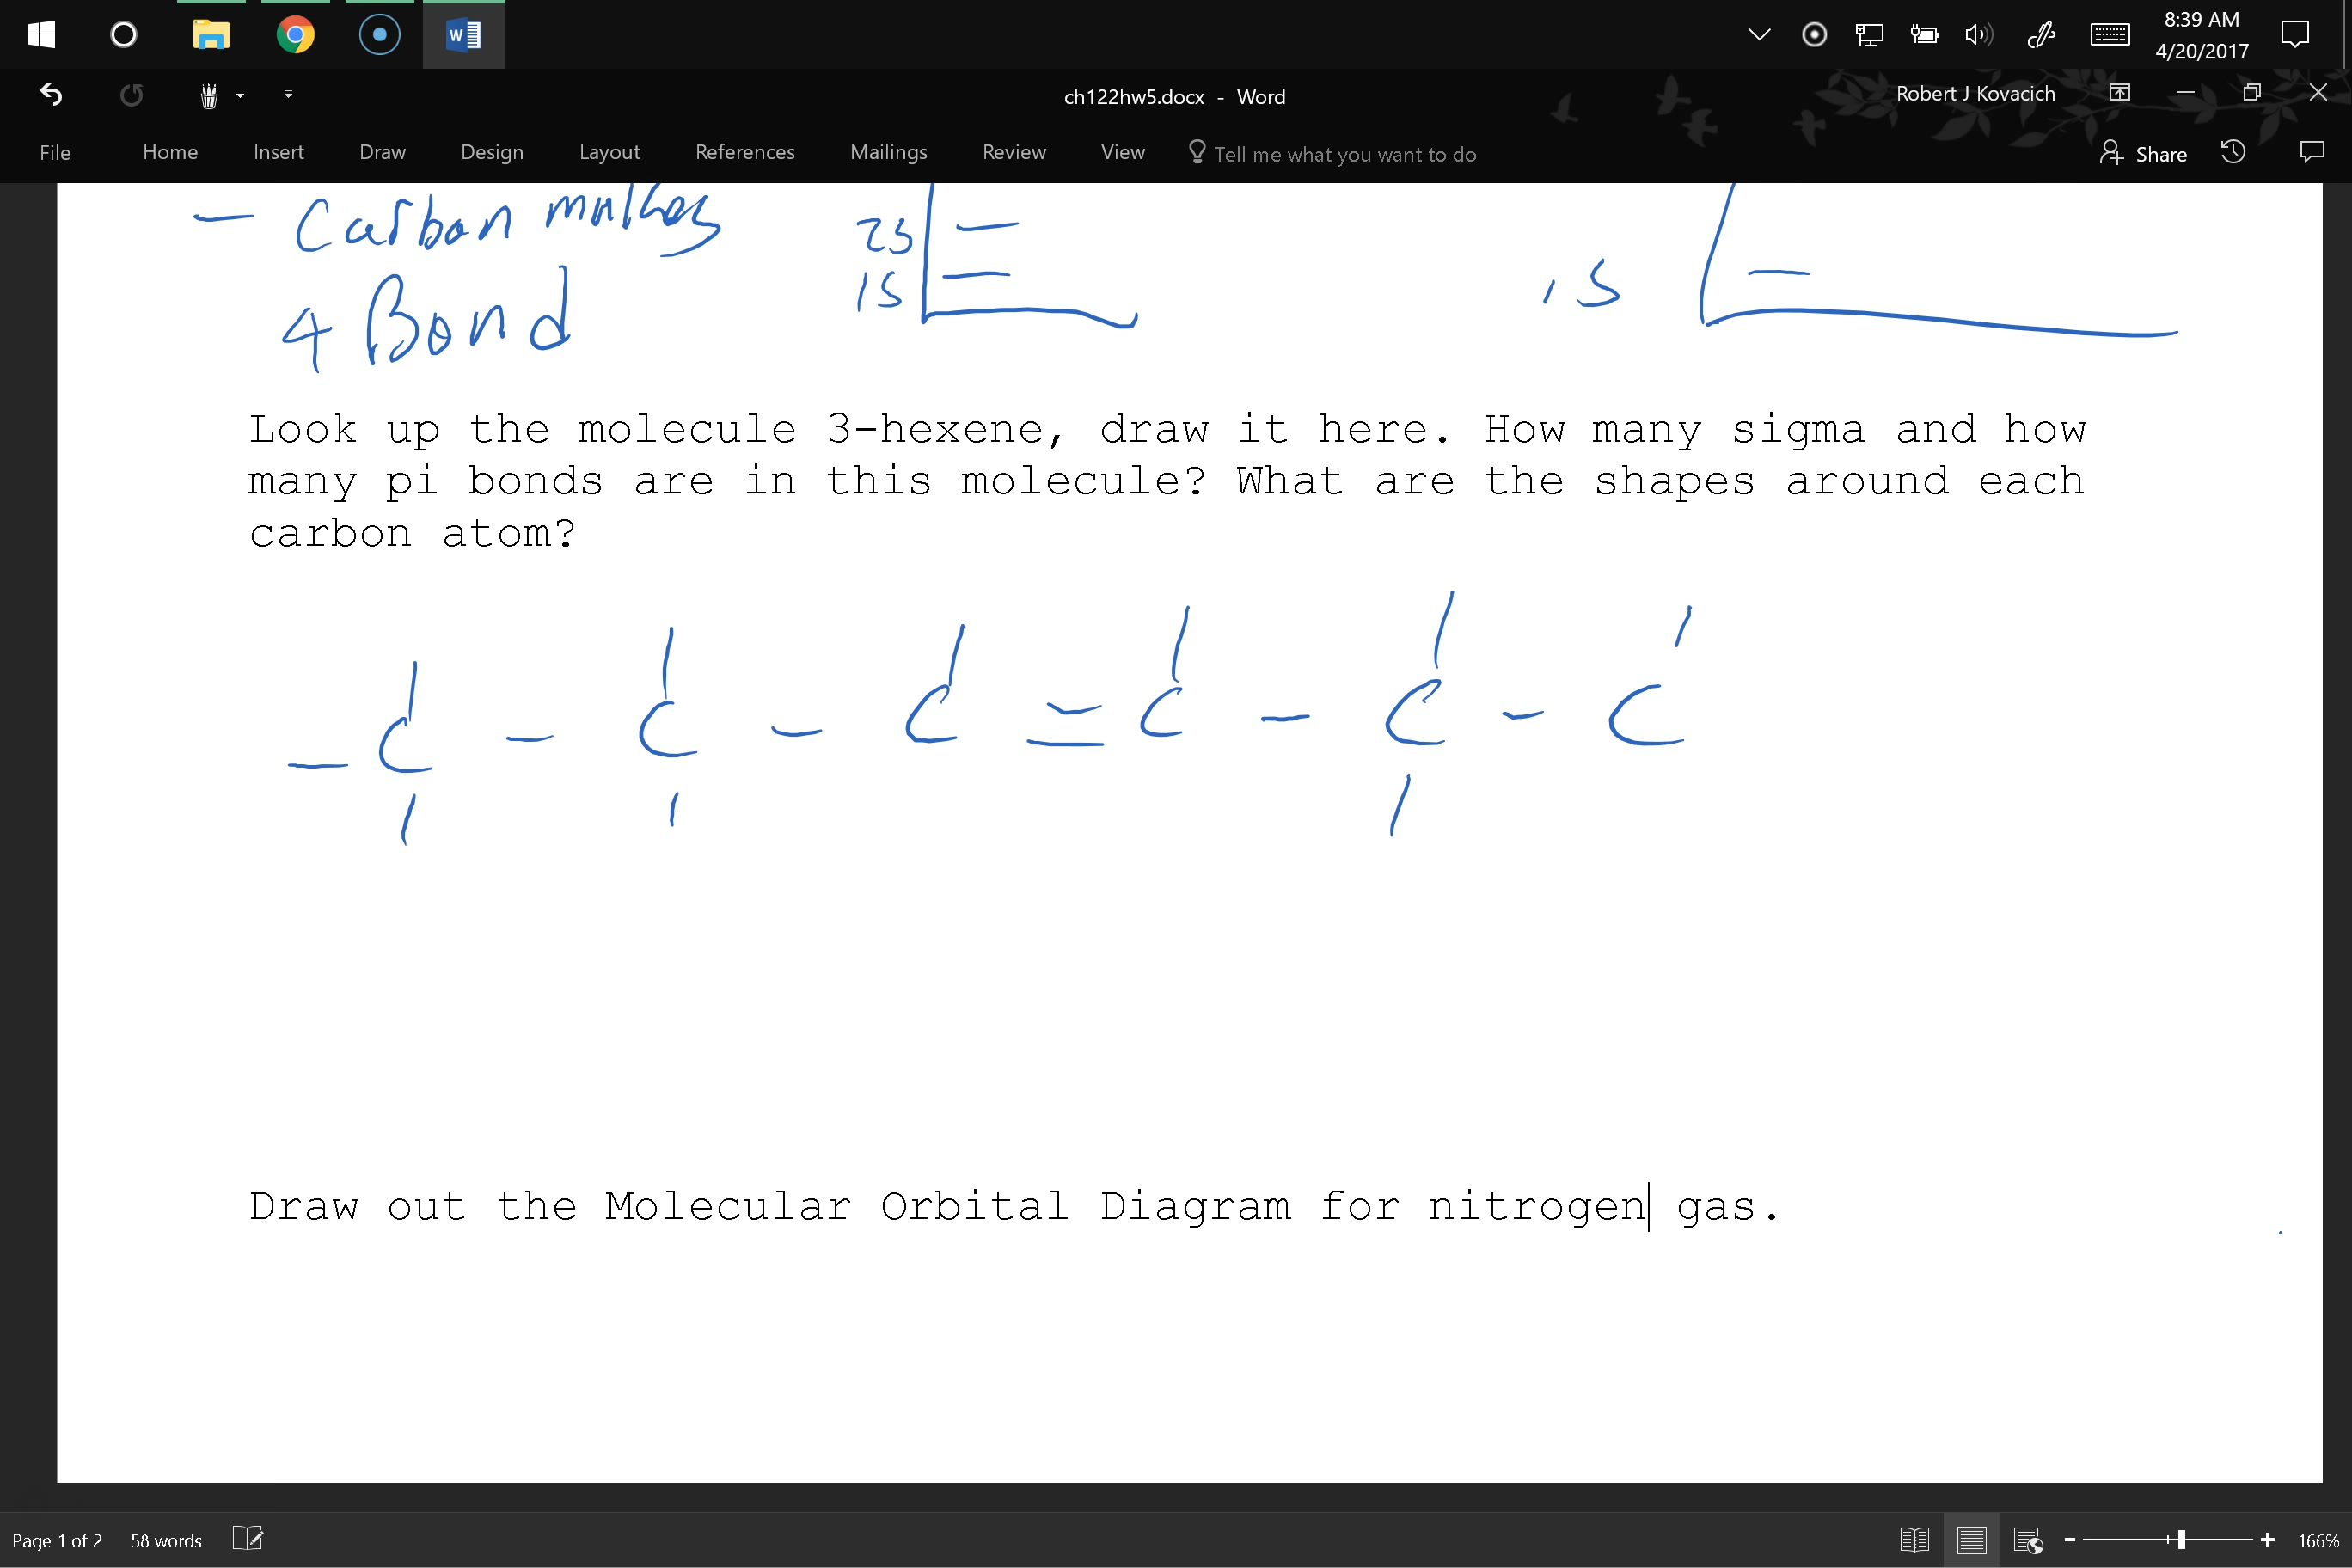 8:39 AM
4/20/2017
ch122hw5.docx - Word
Robert J Kovacich
File Home Insert Draw Design Layout References Mailings Review View Tell me what you want to do Share
- Carbon makes
4 Bond
2s
1s
1s
Look up the molecule 3-hexene, draw it here. How many sigma and how
many pi bonds are in this molecule? What are the shapes around each
carbon atom?
- C - C - C = C - C - C
Draw out the Molecular Orbital Diagram for nitrogen gas.
Page 1 of 2 58 words 166%